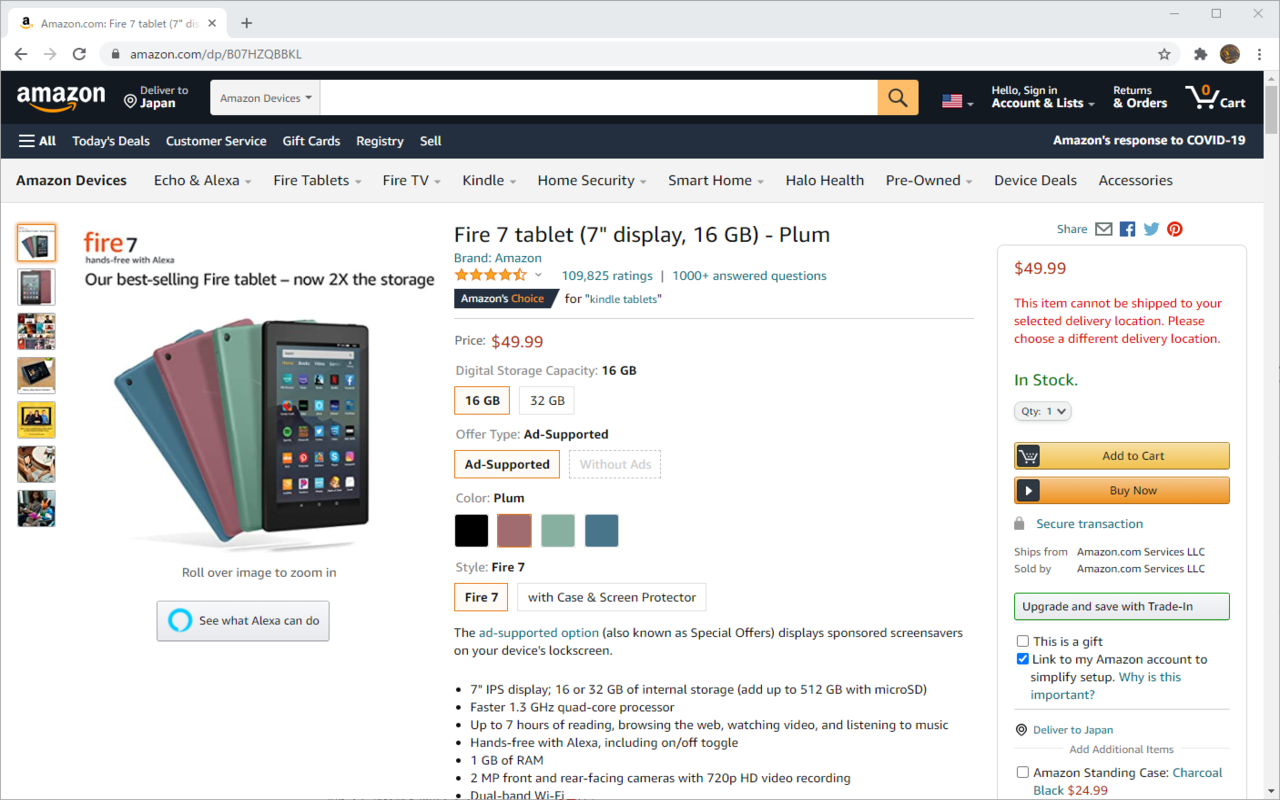 Amazon.com: Fire 7 tablet (7" dis
amazon.com/dp/B07HZQBBKL
amazon
Deliver to
Japan
Amazon Devices
Hello, Sign in
Account & Lists
Returns
& Orders
0
Cart
All
Today's Deals
Customer Service
Gift Cards
Registry
Sell
Amazon's response to COVID-19
Amazon Devices
Echo & Alexa
Fire Tablets
Fire TV
Kindle
Home Security
Smart Home
Halo Health
Pre-Owned
Device Deals
Accessories
fire 7
hands-free with Alexa
Our best-selling Fire tablet – now 2X the storage
Roll over image to zoom in
See what Alexa can do
Fire 7 tablet (7" display, 16 GB) - Plum
Brand: Amazon
109,825 ratings | 1000+ answered questions
Amazon's Choice for "kindle tablets"
Price: $49.99
Digital Storage Capacity: 16 GB
16 GB
32 GB
Offer Type: Ad-Supported
Ad-Supported
Without Ads
Color: Plum
Style: Fire 7
Fire 7
with Case & Screen Protector
The ad-supported option (also known as Special Offers) displays sponsored screensavers
on your device's lockscreen.
• 7" IPS display; 16 or 32 GB of internal storage (add up to 512 GB with microSD)
• Faster 1.3 GHz quad-core processor
• Up to 7 hours of reading, browsing the web, watching video, and listening to music
• Hands-free with Alexa, including on/off toggle
• 1 GB of RAM
• 2 MP front and rear-facing cameras with 720p HD video recording
• Dual-band Wi-Fi
Share
$49.99
This item cannot be shipped to your
selected delivery location. Please
choose a different delivery location.
In Stock.
Qty: 1
Add to Cart
Buy Now
Secure transaction
Ships from Amazon.com Services LLC
Sold by Amazon.com Services LLC
Upgrade and save with Trade-In
This is a gift
Link to my Amazon account to
simplify setup. Why is this
important?
Deliver to Japan
Add Additional Items
Amazon Standing Case: Charcoal
Black $24.99